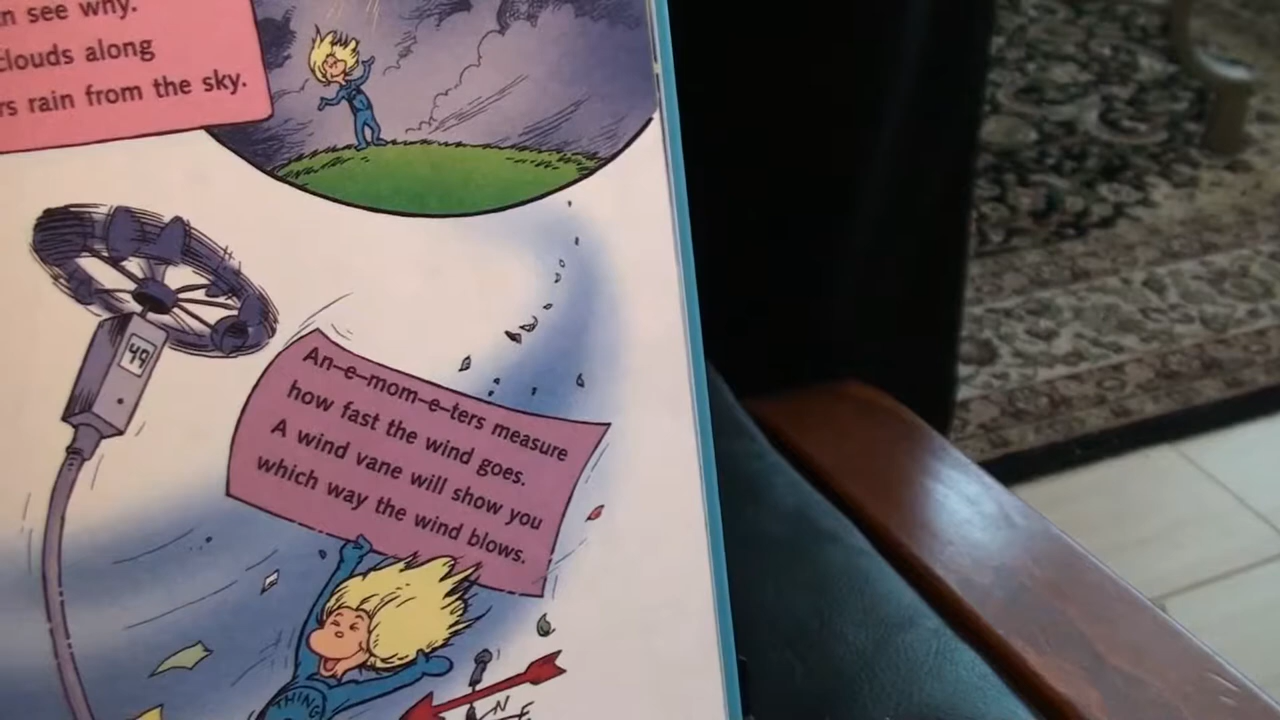 see why.
clouds along
rain from the sky.
49
An-e-mom-e-ters measure
how fast the wind goes.
A wind vane will show you
which way the wind blows.
THING
N
E